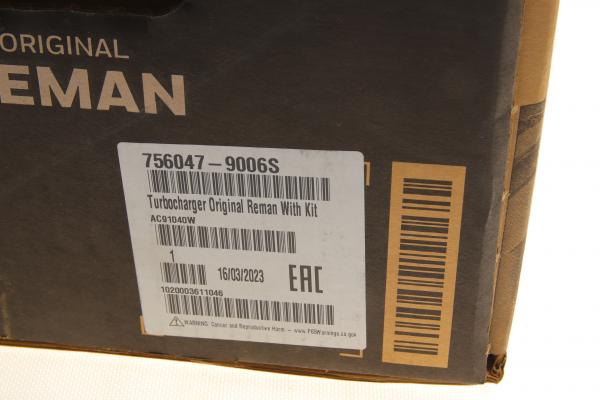 ORIGINAL
EMAN
756047-9006S
Turbocharger Original Reman With Kit
AC91040W
1
16/03/2023
EAC
1020003611046
WARNING: Cancer and Reproductive Harm - www.P65Warnings.ca.gov